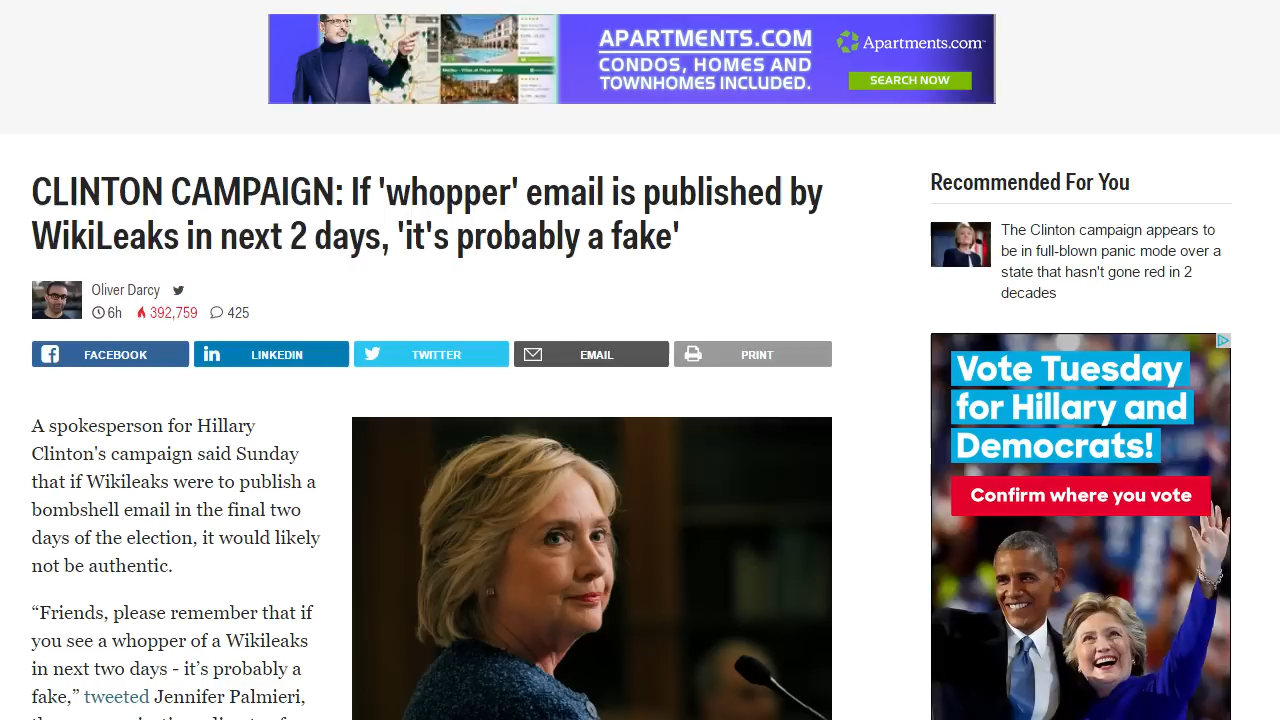 APARTMENTS.COM
CONDOS, HOMES AND
TOWNHOMES INCLUDED.
Apartments.com
SEARCH NOW
CLINTON CAMPAIGN: If 'whopper' email is published by
WikiLeaks in next 2 days, 'it's probably a fake'
Oliver Darcy
6h 392,759 425
FACEBOOK
LINKEDIN
TWITTER
EMAIL
PRINT
A spokesperson for Hillary
Clinton's campaign said Sunday
that if Wikileaks were to publish a
bombshell email in the final two
days of the election, it would likely
not be authentic.
“Friends, please remember that if
you see a whopper of a Wikileaks
in next two days - it’s probably a
fake,” tweeted Jennifer Palmieri,
Recommended For You
The Clinton campaign appears to
be in full-blown panic mode over a
state that hasn't gone red in 2
decades
Vote Tuesday
for Hillary and
Democrats!
Confirm where you vote